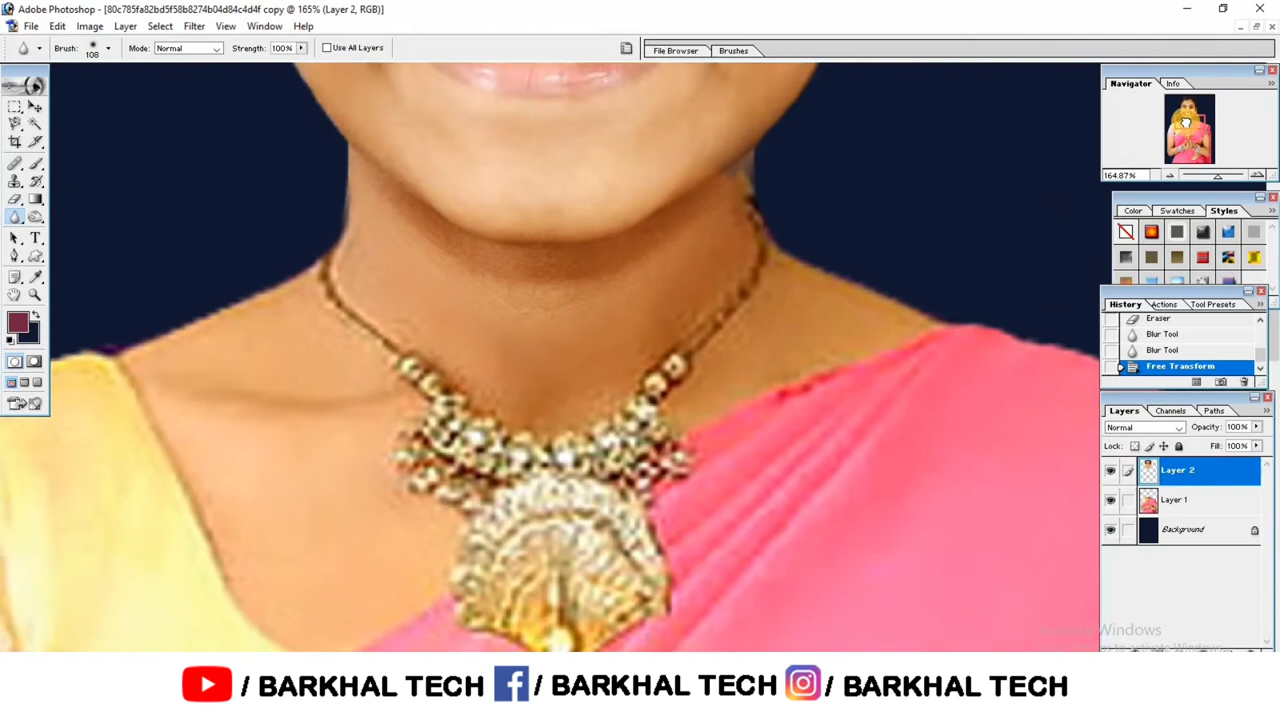 Adobe Photoshop - [80c785fa82bd5f58b8274b04d84c4d4f copy @ 165% (Layer 2, RGB)]
File Edit Image Layer Select Filter View Window Help
Brush: 108 Mode: Normal Strength: 100% Use All Layers File Browser Brushes
Navigator Info
164.87%
Color Swatches Styles
History Actions Tool Presets
Eraser
Blur Tool
Blur Tool
Free Transform
Layers Channels Paths
Normal Opacity: 100%
Lock: Fill: 100%
Layer 2
Layer 1
Background
Windows
/ BARKHAL TECH / BARKHAL TECH / BARKHAL TECH